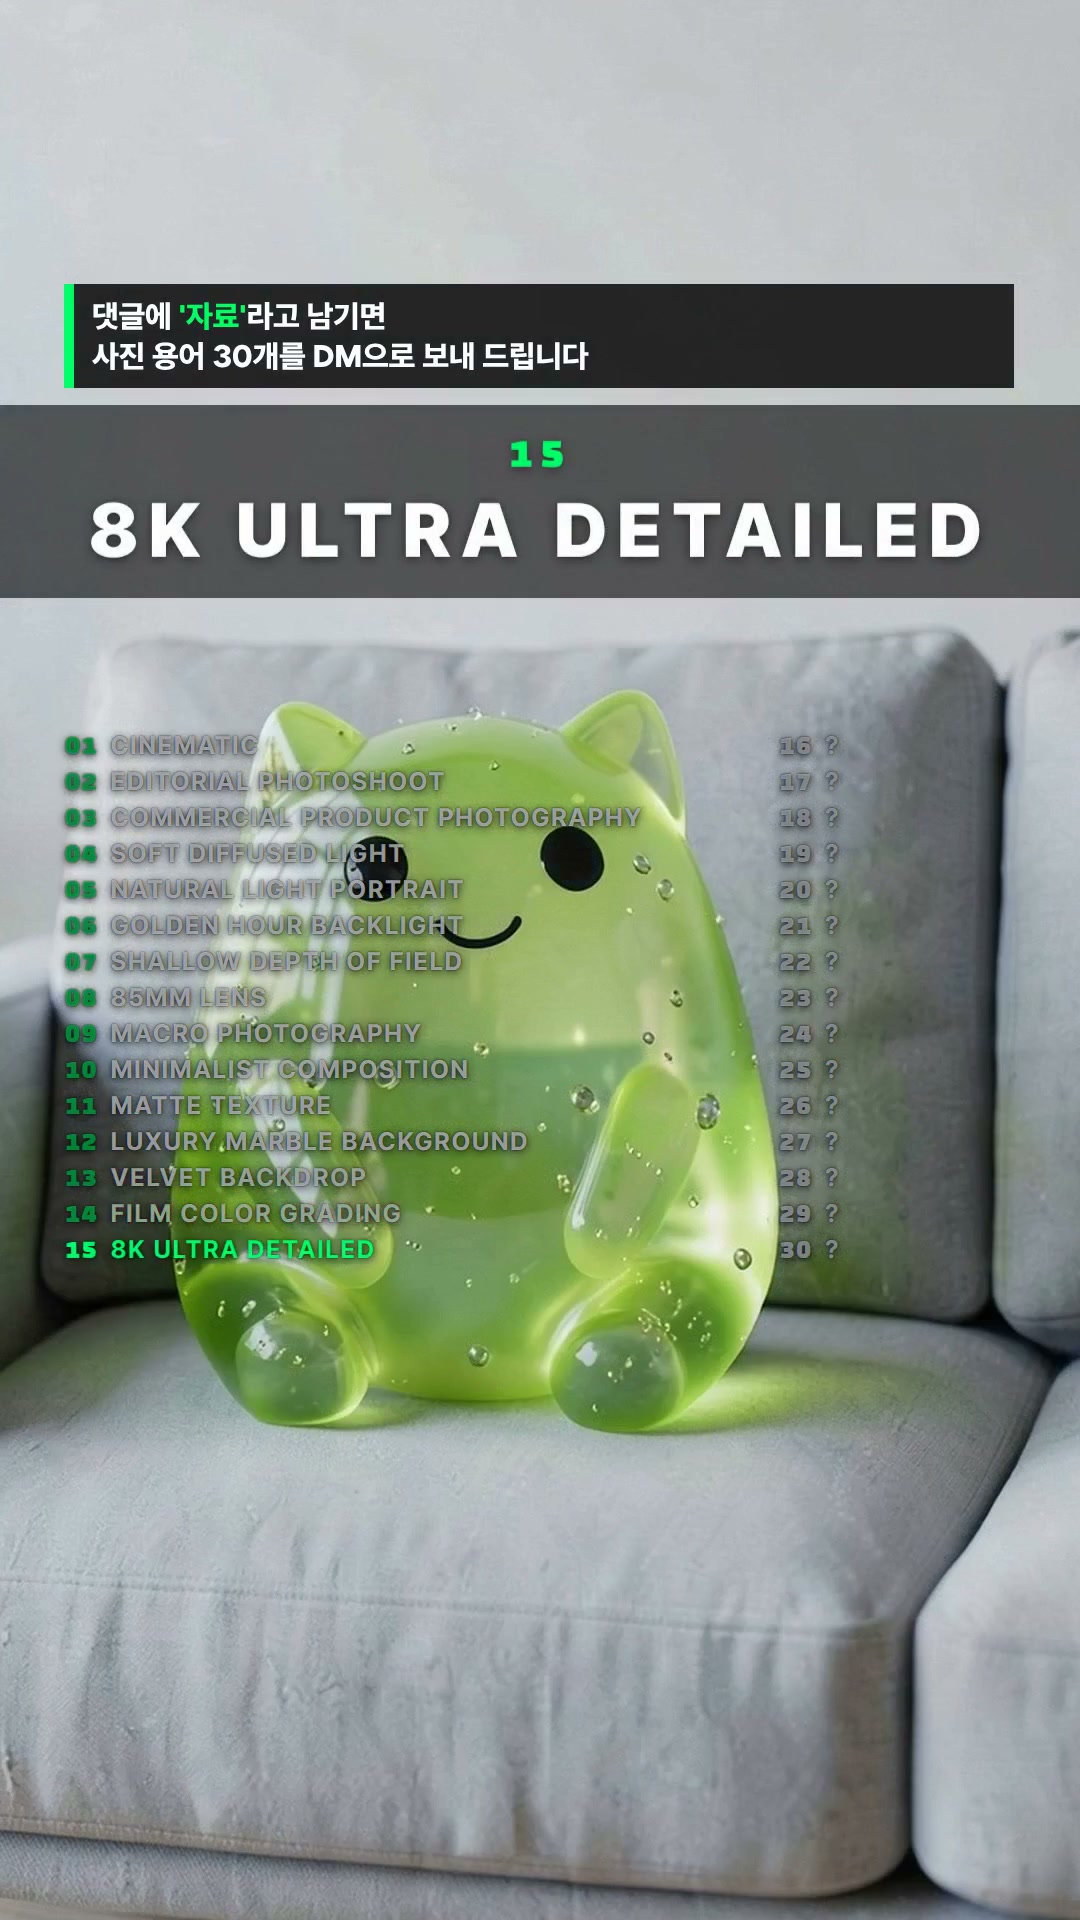 댓글에 '자료'라고 남기면
사진 용어 30개를 DM으로 보내 드립니다
15
8K ULTRA DETAILED
01 CINEMATIC
02 EDITORIAL PHOTOSHOOT
03 COMMERCIAL PRODUCT PHOTOGRAPHY
04 SOFT DIFFUSED LIGHT
05 NATURAL LIGHT PORTRAIT
06 GOLDEN HOUR BACKLIGHT
07 SHALLOW DEPTH OF FIELD
08 85MM LENS
09 MACRO PHOTOGRAPHY
10 MINIMALIST COMPOSITION
11 MATTE TEXTURE
12 LUXURY MARBLE BACKGROUND
13 VELVET BACKDROP
14 FILM COLOR GRADING
15 8K ULTRA DETAILED
16 ?
17 ?
18 ?
19 ?
20 ?
21 ?
22 ?
23 ?
24 ?
25 ?
26 ?
27 ?
28 ?
29 ?
30 ?